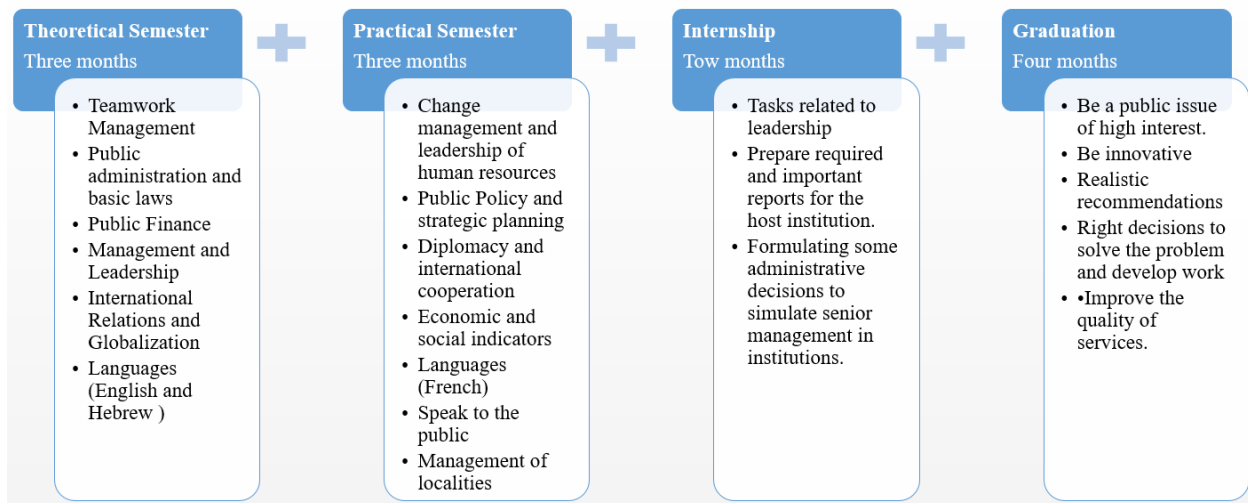 Theoretical Semester
Three months
• Teamwork
Management
• Public
administration and
basic laws
• Public Finance
• Management and
Leadership
• International
Relations and
Globalization
• Languages
(English and
Hebrew )
Practical Semester
Three months
• Change
management and
leadership of
human resources
• Public Policy and
strategic planning
• Diplomacy and
international
cooperation
• Economic and
social indicators
• Languages
(French)
• Speak to the
public
• Management of
localities
Internship
Tow months
• Tasks related to
leadership
• Prepare required
and important
reports for the
host institution.
• Formulating some
administrative
decisions to
simulate senior
management in
institutions.
Graduation
Four months
• Be a public issue
of high interest.
• Be innovative
• Realistic
recommendations
• Right decisions to
solve the problem
and develop work
• •Improve the
quality of
services.